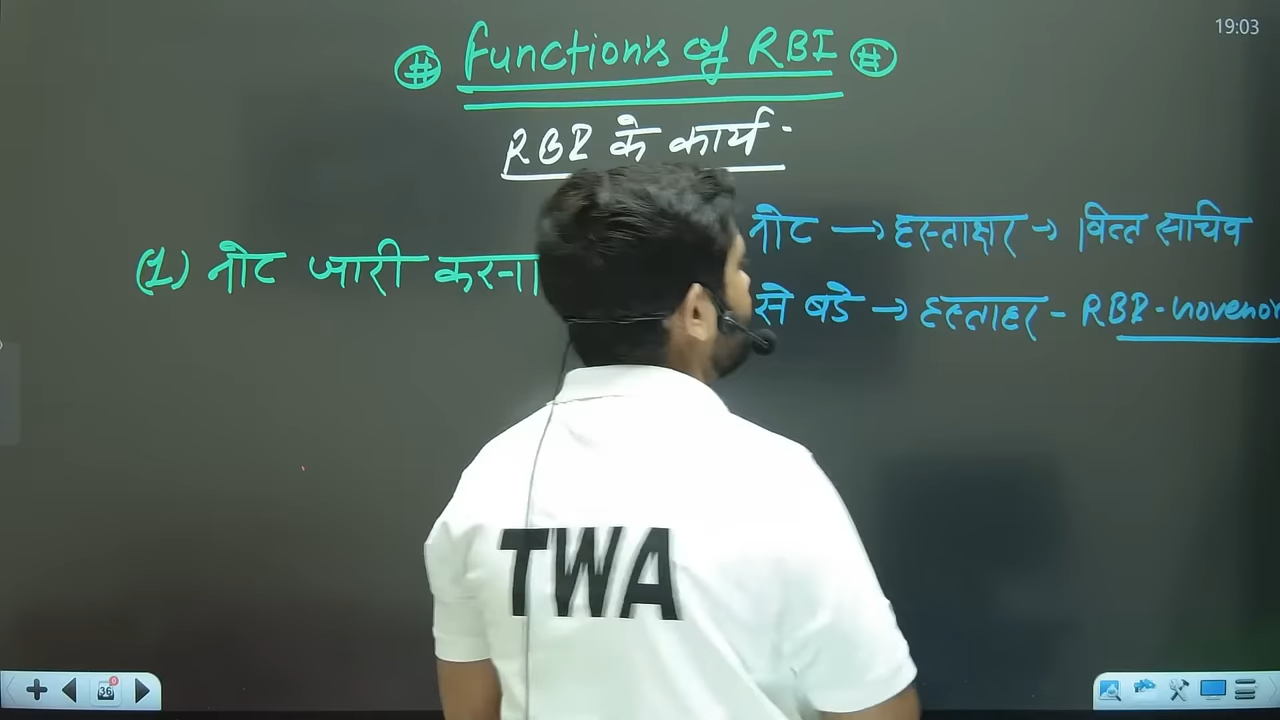 19:03
# Function's of RBI #
RBI के कार्य
(1) नोट जारी करना
नोट → हस्ताक्षर → वित्त सचिव
से बडे → हस्ताक्षर - RBI - Governor
TWA
36